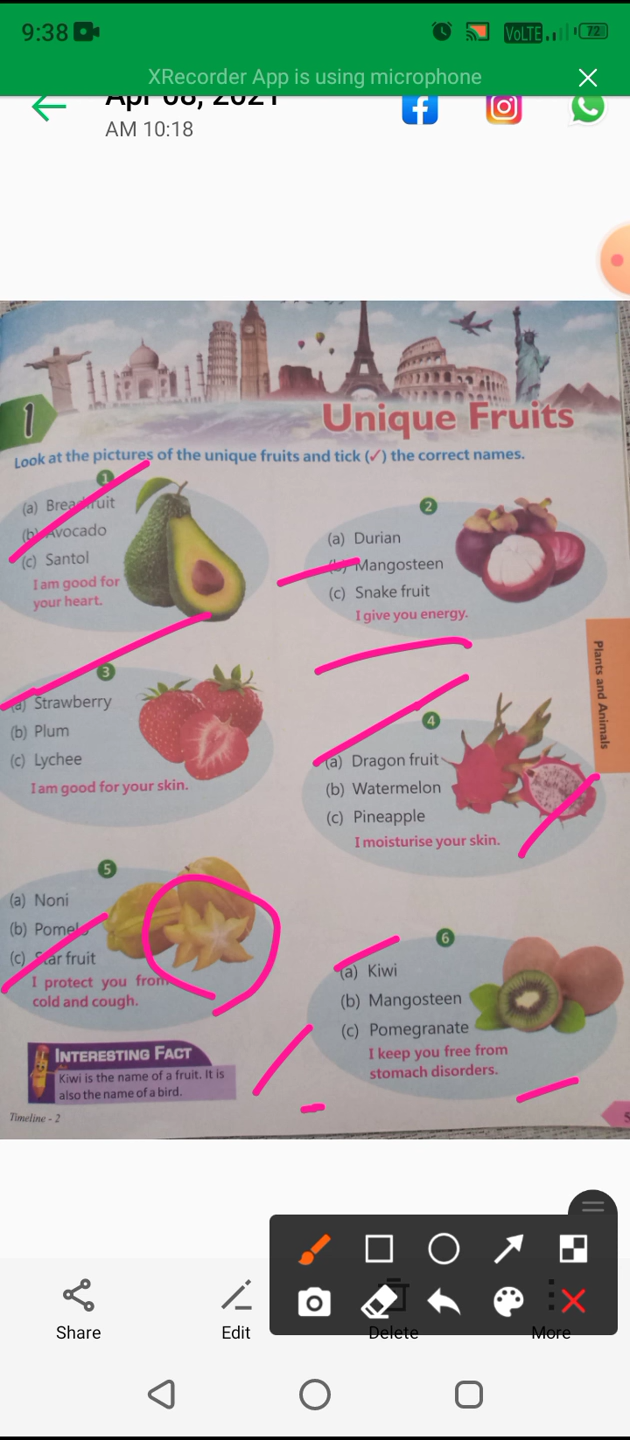 9:38
VoLTE
72
XRecorder App is using microphone
Apr 08, 2021
AM 10:18
1
Unique Fruits
Look at the pictures of the unique fruits and tick (✓) the correct names.
1
(a) Breadfruit
(b) Avocado
(c) Santol
I am good for
your heart.
2
(a) Durian
(b) Mangosteen
(c) Snake fruit
I give you energy.
3
(a) Strawberry
(b) Plum
(c) Lychee
I am good for your skin.
4
(a) Dragon fruit
(b) Watermelon
(c) Pineapple
I moisturise your skin.
Plants and Animals
5
(a) Noni
(b) Pomelo
(c) Star fruit
I protect you from
cold and cough.
6
(a) Kiwi
(b) Mangosteen
(c) Pomegranate
I keep you free from
stomach disorders.
INTERESTING FACT
Kiwi is the name of a fruit. It is
also the name of a bird.
Timeline - 2
Share
Edit
Delete
More